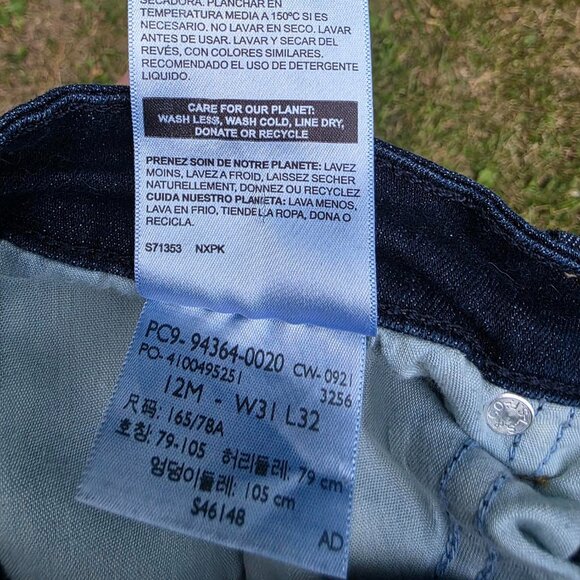 SECADORA. PLANCHAR EN
TEMPERATURA MEDIA A 150ºC SI ES
NECESARIO. NO LAVAR EN SECO. LAVAR
ANTES DE USAR. LAVAR Y SECAR DEL
REVÉS, CON COLORES SIMILARES.
RECOMENDADO EL USO DE DETERGENTE
LIQUIDO.
CARE FOR OUR PLANET:
WASH LESS, WASH COLD, LINE DRY,
DONATE OR RECYCLE
PRENEZ SOIN DE NOTRE PLANETE: LAVEZ
MOINS, LAVEZ A FROID, LAISSEZ SECHER
NATURELLEMENT, DONNEZ OU RECYCLEZ
CUIDA NUESTRO PLANETA: LAVA MENOS,
LAVA EN FRIO, TIENDE LA ROPA, DONA O
RECICLA.
S71353 NXPK
PC9- 94364-0020 CW- 0921
PO- 4100495251 3256
12M - W31 L32
尺码: 165/78A
호칭: 79-105 허리둘레: 79 cm
엉덩이둘레: 105 cm
S46148 AD